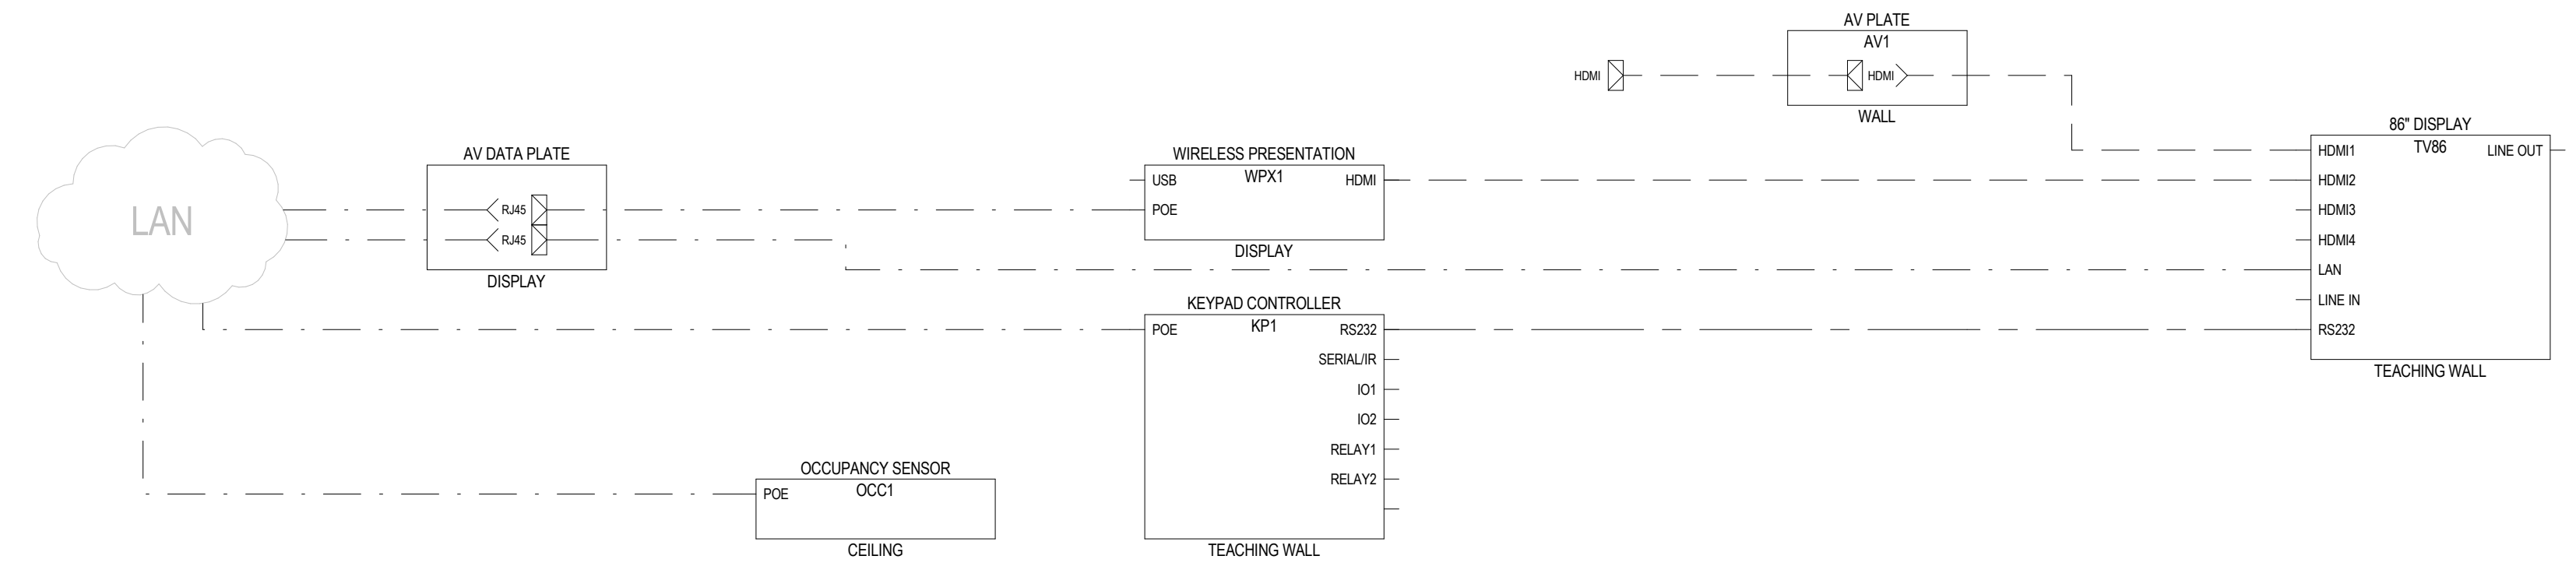 AV PLATE
AV1
HDMI
HDMI
WALL
86" DISPLAY
TV86
HDMI1
LINE OUT
HDMI2
HDMI3
HDMI4
LAN
LINE IN
RS232
TEACHING WALL
LAN
AV DATA PLATE
RJ45
RJ45
DISPLAY
WIRELESS PRESENTATION
WPX1
USB
HDMI
POE
DISPLAY
KEYPAD CONTROLLER
KP1
POE
RS232
SERIAL/IR
IO1
IO2
RELAY1
RELAY2
TEACHING WALL
OCCUPANCY SENSOR
OCC1
POE
CEILING